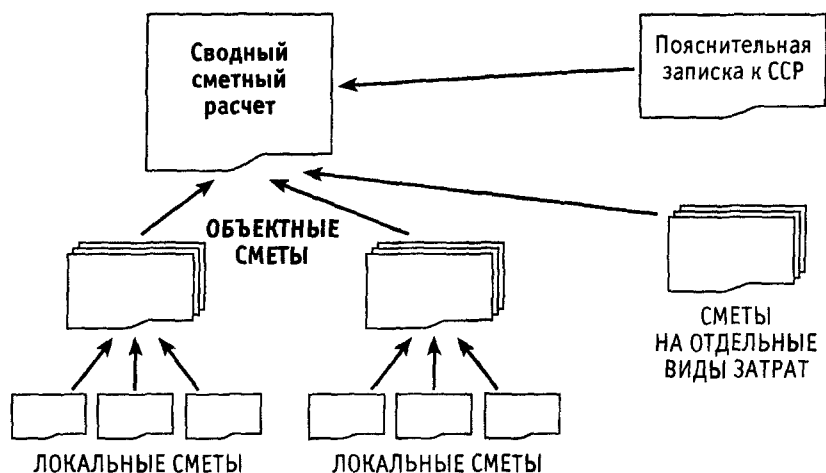 Сводный
сметный
расчет
Пояснительная
записка к ССР
ОБЪЕКТНЫЕ
СМЕТЫ
СМЕТЫ
НА ОТДЕЛЬНЫЕ
ВИДЫ ЗАТРАТ
ЛОКАЛЬНЫЕ СМЕТЫ
ЛОКАЛЬНЫЕ СМЕТЫ